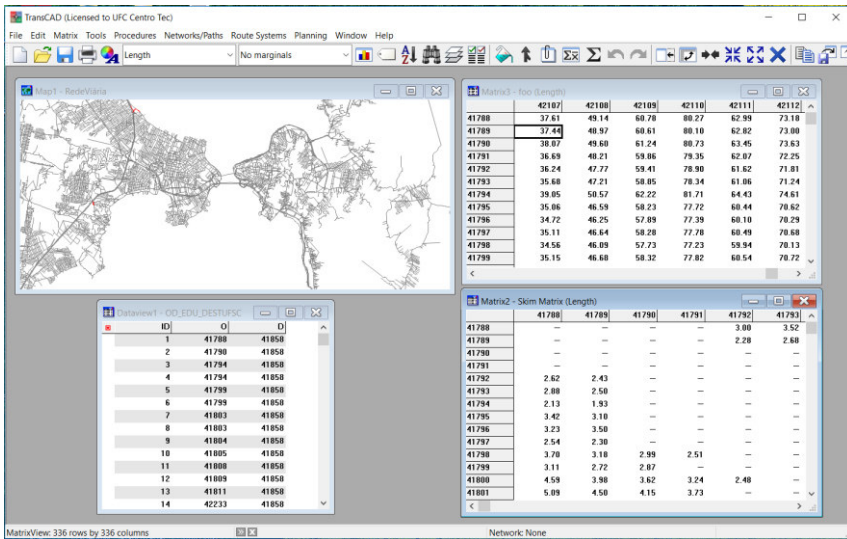 TransCAD (Licensed to UFC Centro Tec)
File Edit Matrix Tools Procedures Networks/Paths Route Systems Planning Window Help
Length No marginals
Map1 - RedeViária
Matrix3 - foo (Length)
42107 42108 42109 42110 42111 42112
41788 37.61 49.14 60.78 80.27 62.99 73.18
41789 37.44 48.97 60.61 80.10 62.82 73.00
41790 38.07 49.60 61.24 80.73 63.45 73.63
41791 36.69 48.21 59.86 79.35 62.07 72.25
41792 36.24 47.77 59.41 78.90 61.62 71.81
41793 35.68 47.21 58.85 78.34 61.06 71.24
41794 39.05 50.57 62.22 81.71 64.43 74.61
41795 35.06 46.59 58.23 77.72 60.44 70.62
41796 34.72 46.25 57.89 77.39 60.10 70.29
41797 35.11 46.64 58.28 77.78 60.49 70.68
41798 34.56 46.09 57.73 77.23 59.94 70.13
41799 35.15 46.68 58.32 77.82 60.54 70.72
Dataview1 - OD_EDU_DESTUFSC
ID O D
1 41788 41858
2 41790 41858
3 41794 41858
4 41794 41858
5 41799 41858
6 41799 41858
7 41803 41858
8 41803 41858
9 41804 41858
10 41805 41858
11 41808 41858
12 41809 41858
13 41811 41858
14 42233 41858
Matrix2 - Skim Matrix (Length)
41788 41789 41790 41791 41792 41793
41788 -- -- -- -- 3.00 3.52
41789 -- -- -- -- 2.28 2.68
41790 -- -- -- -- -- --
41791 -- -- -- -- -- --
41792 2.62 2.43 -- -- -- --
41793 2.88 2.50 -- -- -- --
41794 2.13 1.93 -- -- -- --
41795 3.42 3.10 -- -- -- --
41796 3.23 3.50 -- -- -- --
41797 2.54 2.30 -- -- -- --
41798 3.70 3.18 2.99 2.51 -- --
41799 3.11 2.72 2.87 -- -- --
41800 4.59 3.98 3.62 3.24 2.48 --
41801 5.09 4.50 4.15 3.73 -- --
MatrixView: 336 rows by 336 columns
Network: None